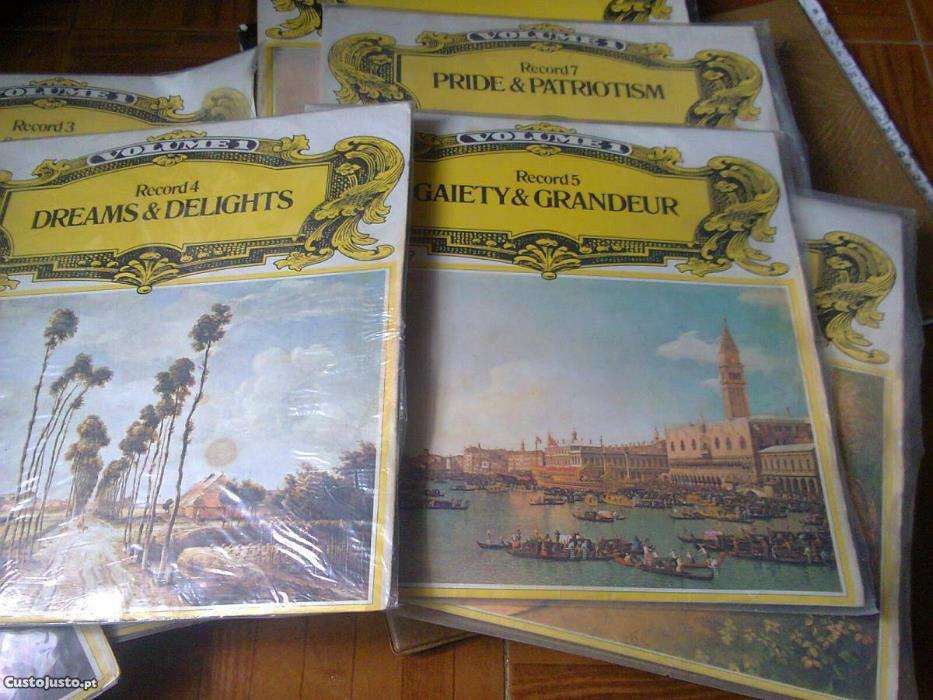 VOLUME 1
Record 7
PRIDE & PATRIOTISM
VOLUME 1
Record 3
VOLUME 1
Record 4
DREAMS & DELIGHTS
VOLUME 1
Record 5
GAIETY & GRANDEUR
CustoJusto.pt